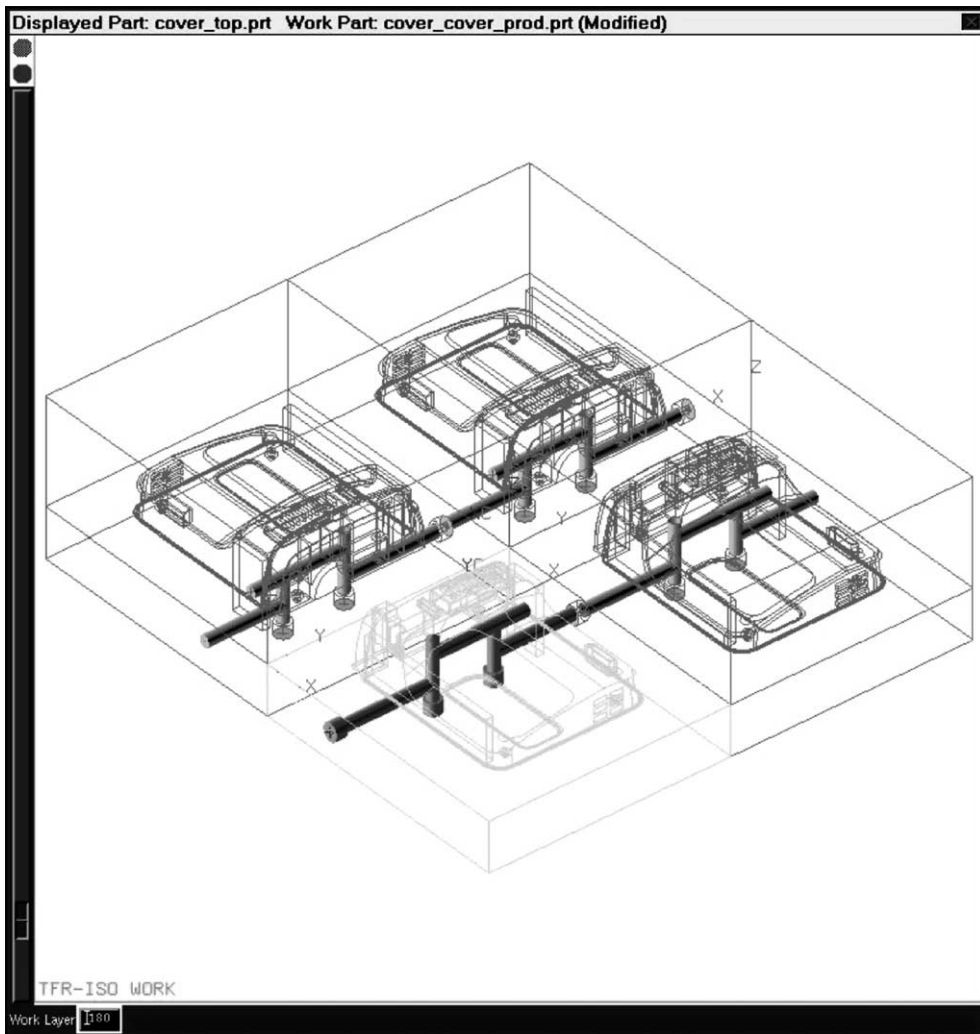 Displayed Part: cover_top.prt Work Part: cover_cover_prod.prt (Modified)
Z
X
Y
YC
X
Y
X
TFR-ISO WORK
Work Layer 180